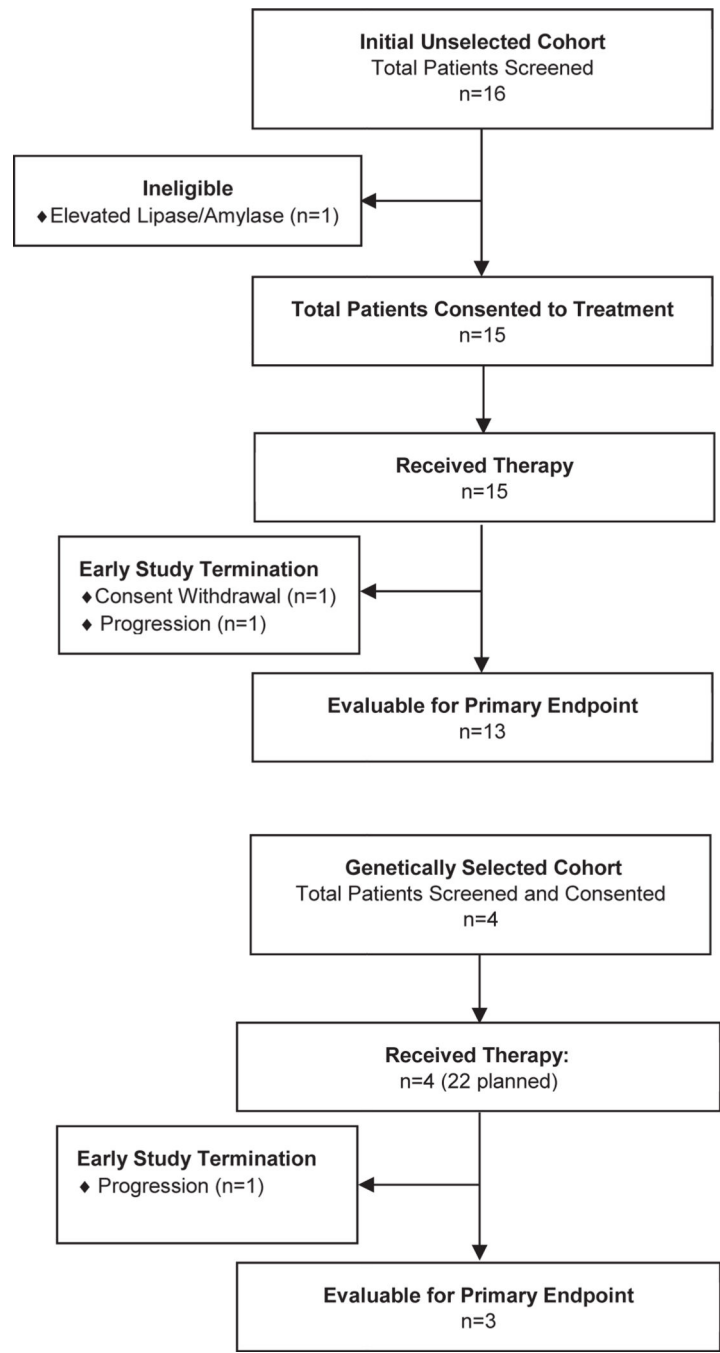 Initial Unselected Cohort
Total Patients Screened
n=16
Ineligible
♦Elevated Lipase/Amylase (n=1)
Total Patients Consented to Treatment
n=15
Received Therapy
n=15
Early Study Termination
♦Consent Withdrawal (n=1)
♦ Progression (n=1)
Evaluable for Primary Endpoint
n=13
Genetically Selected Cohort
Total Patients Screened and Consented
n=4
Received Therapy:
n=4 (22 planned)
Early Study Termination
♦ Progression (n=1)
Evaluable for Primary Endpoint
n=3